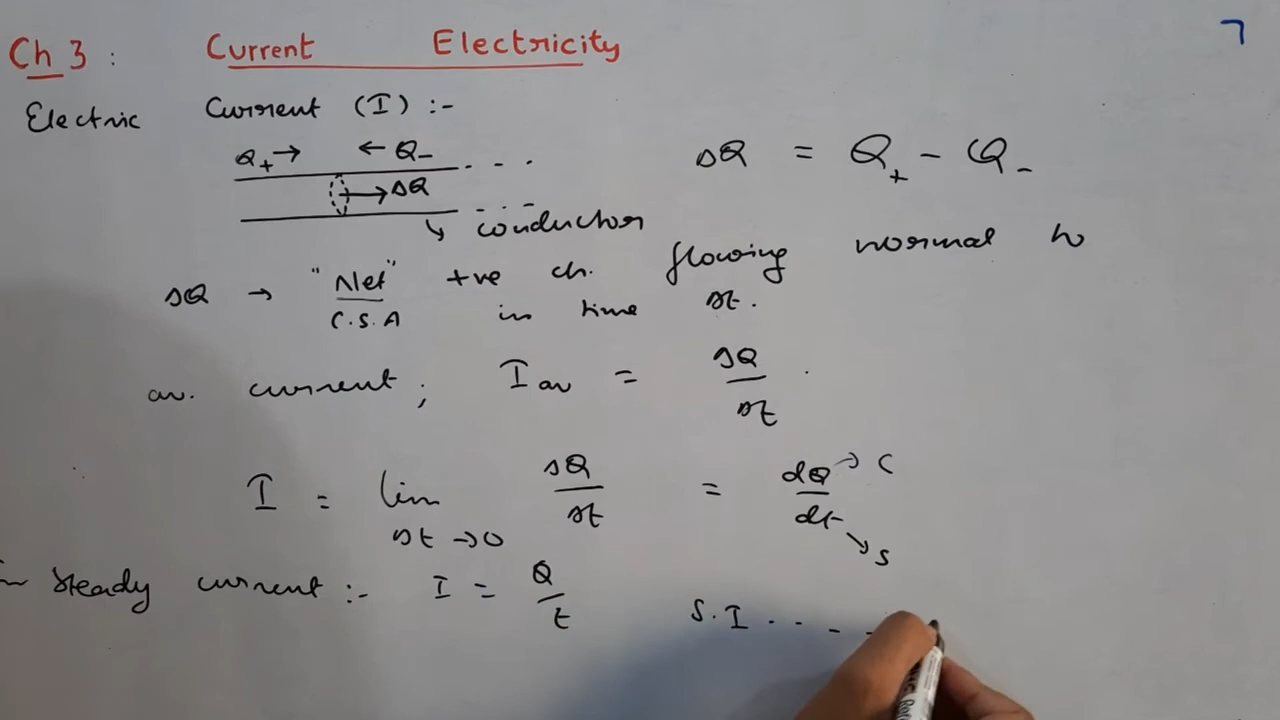 Ch 3 : Current Electricity
7
Electric Current (I) :-
Q+ → ← Q- . . .
→ ΔQ
ΔQ = Q+ - Q-
↳ conductor
ΔQ → "Net" +ve ch. flowing normal to
C.S.A in time Δt.
av. current ; Iav = ΔQ/Δt .
I = lim Δt→0 ΔQ/Δt = dQ/dt → C → s
steady current :- I = Q/t S.I . . - -